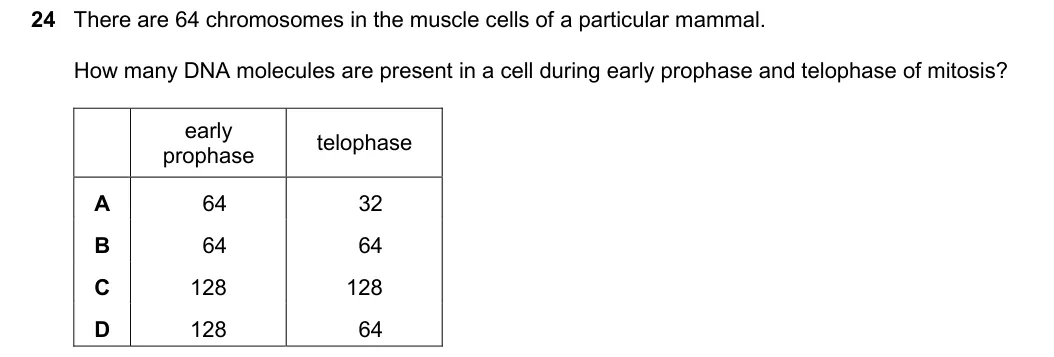 24 There are 64 chromosomes in the muscle cells of a particular mammal.
How many DNA molecules are present in a cell during early prophase and telophase of mitosis?
early prophase telophase
A 64 32
B 64 64
C 128 128
D 128 64